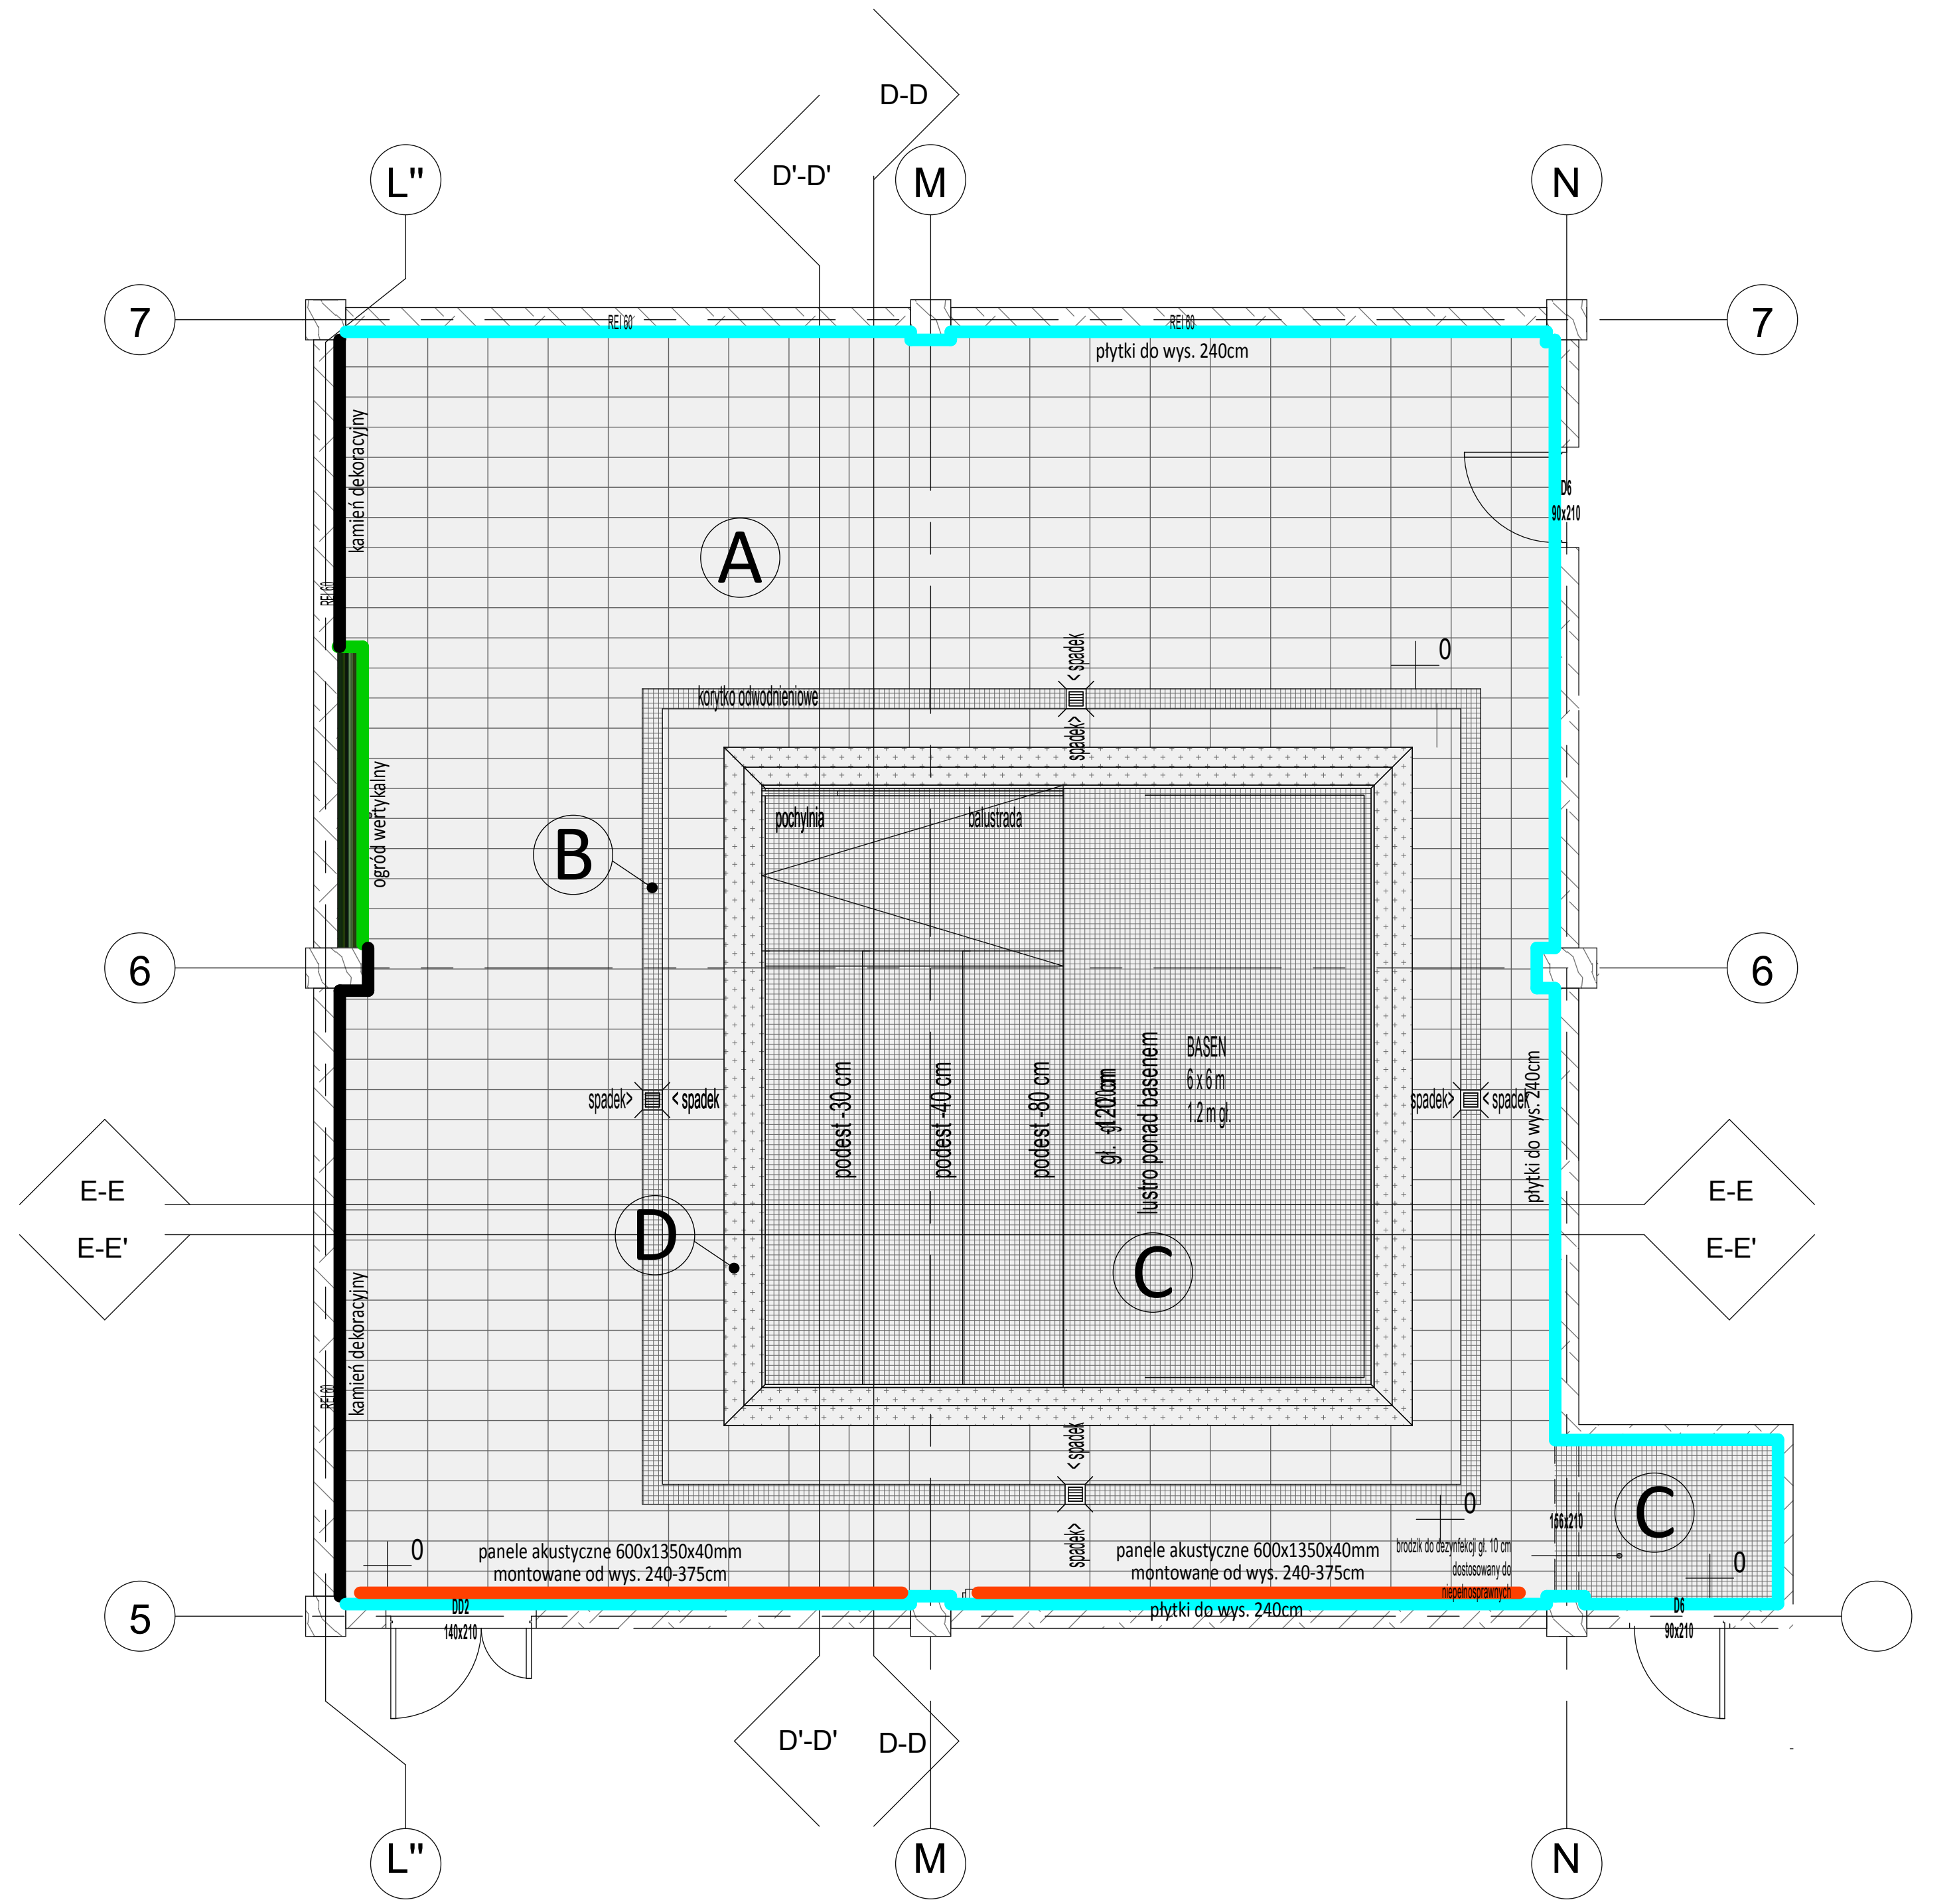 D-D
D'-D'
L"
M
N
7
7
REI 60
REI 60
płytki do wys. 240cm
kamień dekoracyjny
D6
90x210
A
REI 60
0
< spadek
korytko odwodnieniowe
spadek>
ogród wertykalny
pochylnia
balustrada
B
6
6
BASEN
6 x 6 m
1.2 m gł.
podest -30 cm
podest -40 cm
podest -80 cm
lustro ponad basenem
spadek>
< spadek
spadek>
< spadek
płytki do wys. 240cm
E-E
E-E'
E-E
E-E'
D
C
kamień dekoracyjny
REI 60
< spadek
spadek>
0
C
156x210
0
panele akustyczne 600x1350x40mm
montowane od wys. 240-375cm
panele akustyczne 600x1350x40mm
montowane od wys. 240-375cm
brodzik do dezynfekcji gł. 10 cm
dostosowany do
niepełnosprawnych
0
płytki do wys. 240cm
5
DD2
140x210
D6
90x210
D'-D'
D-D
L"
M
N